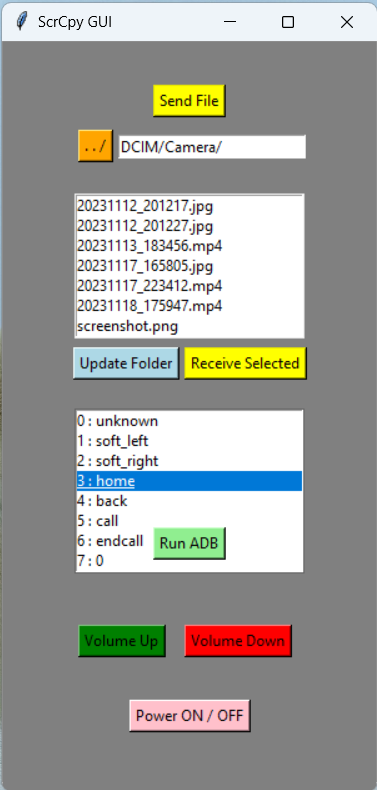 ScrCpy GUI
Send File
../ DCIM/Camera/
20231112_201217.jpg
20231112_201227.jpg
20231113_183456.mp4
20231117_165805.jpg
20231117_223412.mp4
20231118_175947.mp4
screenshot.png
Update Folder Receive Selected
0 : unknown
1 : soft_left
2 : soft_right
3 : home
4 : back
5 : call
6 : endcall
Run ADB
7 : 0
Volume Up Volume Down
Power ON / OFF